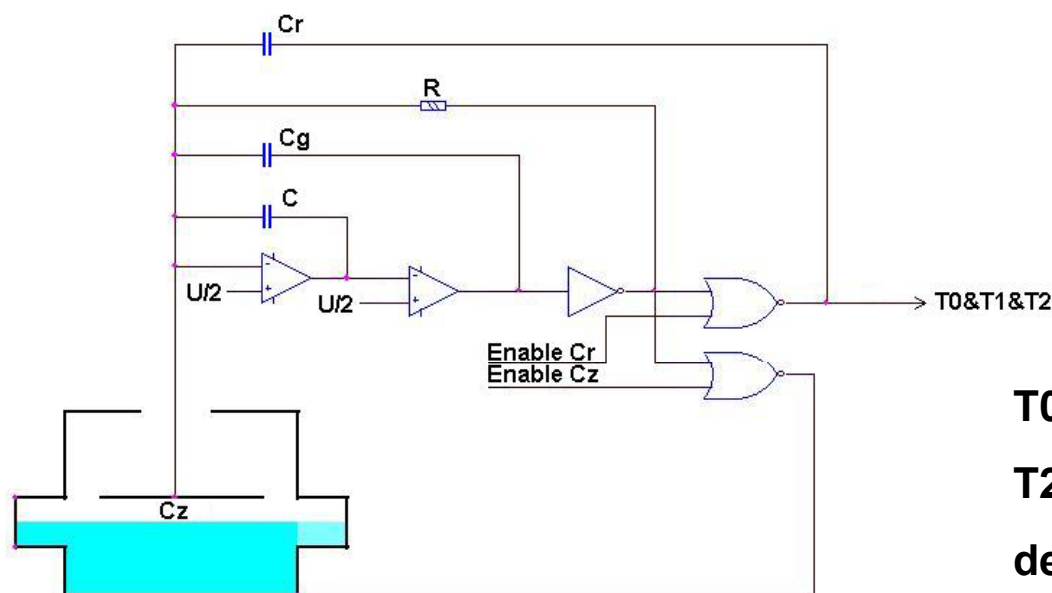 Cr
R
Cg
C
U/2
U/2
T0&T1&T2
Enable Cr
Enable Cz
Cz
T0
T2
de